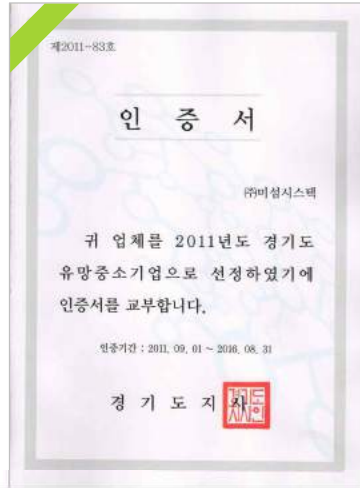 제2011-83호
인 증 서
㈜미섬시스텍
귀 업체를 2011년도 경기도
유망중소기업으로 선정하였기에
인증서를 교부합니다.
인증기간 : 2011. 09. 01 ~ 2016. 08. 31
경 기 도 지 사